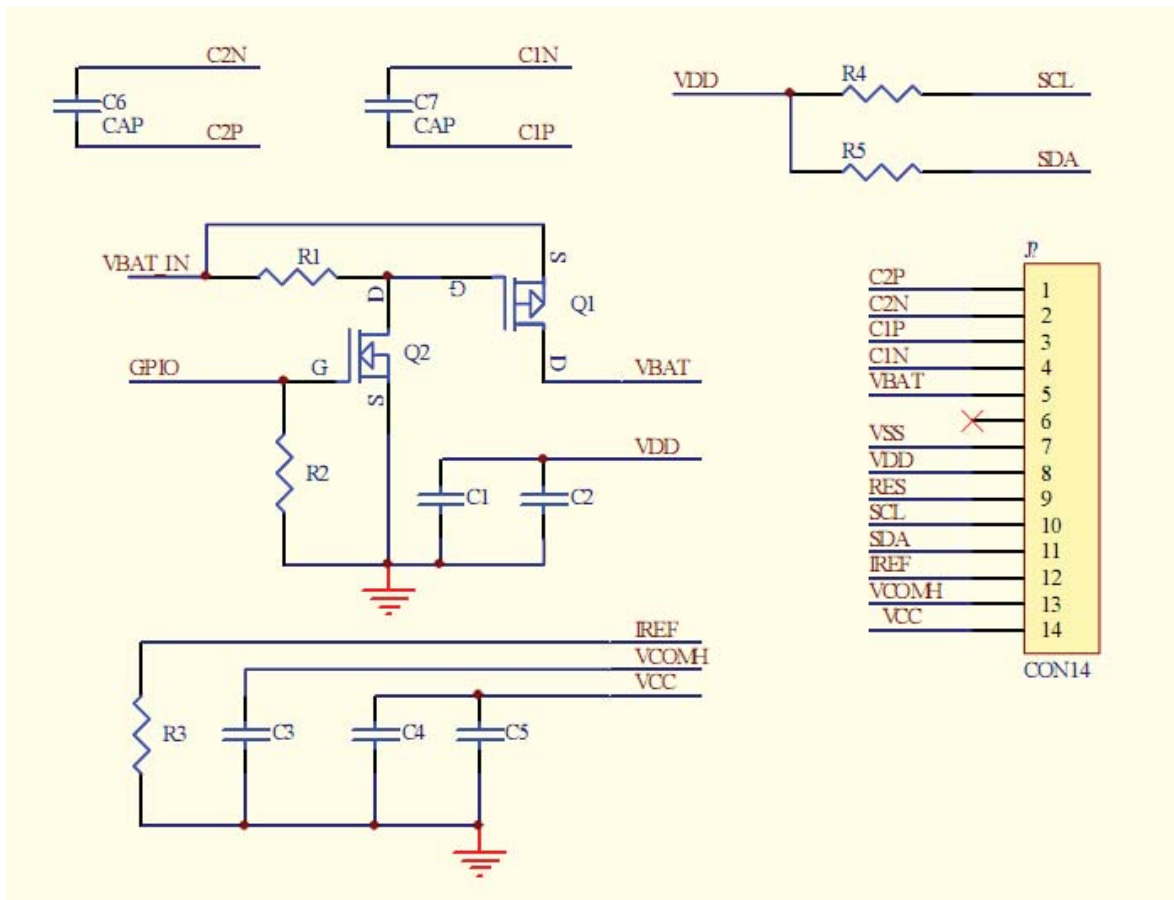 C2N
C6
CAP
C2P
C1N
C7
CAP
C1P
VDD
R4
SCL
R5
SDA
VBAT_IN
R1
S
G
D
Q1
D
VBAT
GPIO
G
Q2
S
R2
VDD
C1
C2
J?
C2P
1
C2N
2
C1P
3
C1N
4
VBAT
5
6
VSS
7
VDD
8
RES
9
SCL
10
SDA
11
IREF
12
VCOMH
13
VCC
14
CON14
IREF
VCOMH
VCC
R3
C3
C4
C5